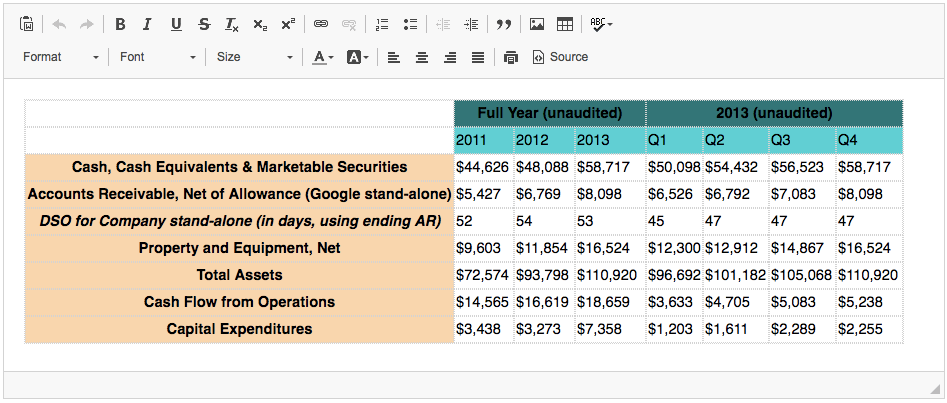 B I U S Tx x₂ x² ABC
Format Font Size A A Source
Full Year (unaudited) 2013 (unaudited)
2011 2012 2013 Q1 Q2 Q3 Q4
Cash, Cash Equivalents & Marketable Securities $44,626 $48,088 $58,717 $50,098 $54,432 $56,523 $58,717
Accounts Receivable, Net of Allowance (Google stand-alone) $5,427 $6,769 $8,098 $6,526 $6,792 $7,083 $8,098
DSO for Company stand-alone (in days, using ending AR) 52 54 53 45 47 47 47
Property and Equipment, Net $9,603 $11,854 $16,524 $12,300 $12,912 $14,867 $16,524
Total Assets $72,574 $93,798 $110,920 $96,692 $101,182 $105,068 $110,920
Cash Flow from Operations $14,565 $16,619 $18,659 $3,633 $4,705 $5,083 $5,238
Capital Expenditures $3,438 $3,273 $7,358 $1,203 $1,611 $2,289 $2,255